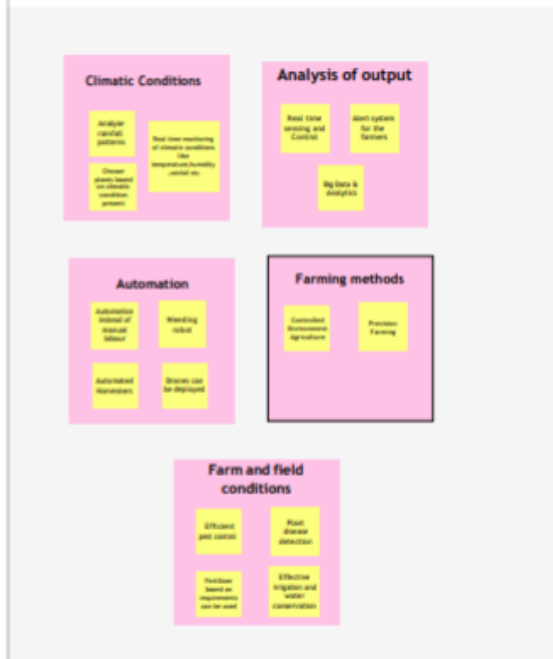 Climatic Conditions
Analyze
rainfall
patterns
Real time monitoring
of climatic conditions
like
temperature,humidity
,rainfall etc
Choose
plants based
on climatic
condition
present
Analysis of output
Real time
sensing and
Control
Alert system
for the
farmers
Big Data &
Analytics
Automation
Automation
instead of
manual
labour
Weeding
robot
Automated
Harvesters
Drones can
be deployed
Farming methods
Controlled
Environment
Agriculture
Precision
Farming
Farm and field
conditions
Efficient
pest control
Plant
disease
detection
Fertilizer
based on
requirements
can be used
Effective
irrigation and
water
conservation